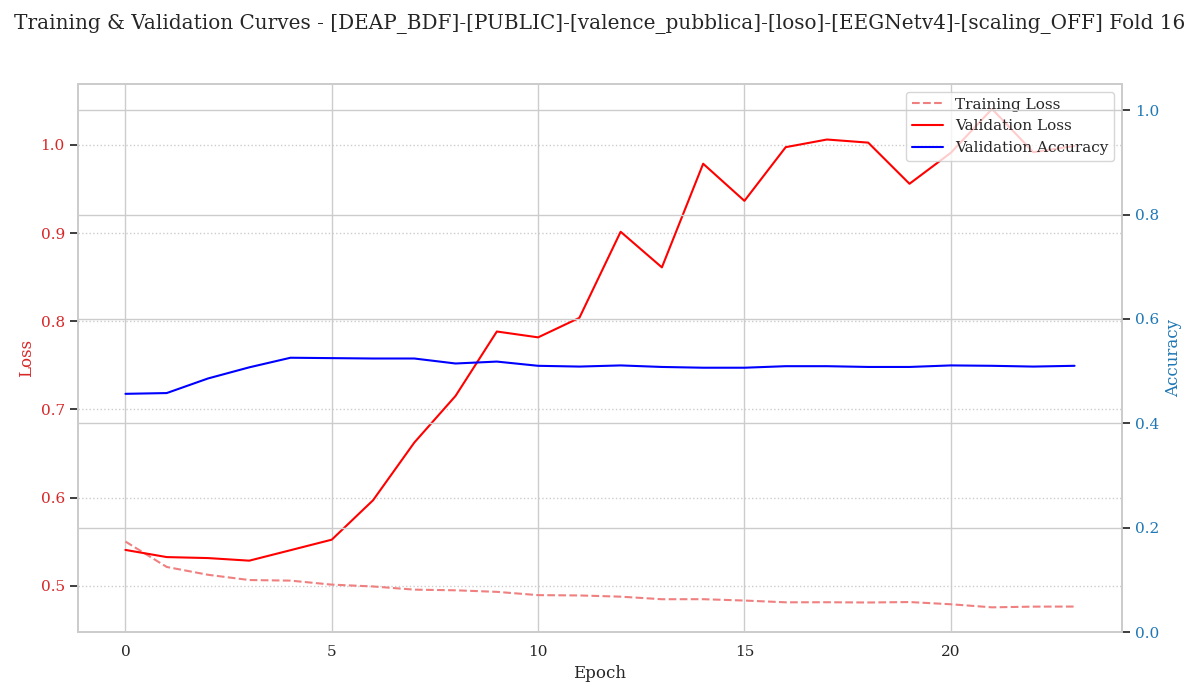 Training & Validation Curves - [DEAP_BDF]-[PUBLIC]-[valence_pubblica]-[loso]-[EEGNetv4]-[scaling_OFF] Fold 16
Training Loss
Validation Loss
Validation Accuracy
1.0
0.9
0.8
0.7
0.6
0.5
Loss
1.0
0.8
0.6
0.4
0.2
0.0
Accuracy
0
5
10
15
20
Epoch